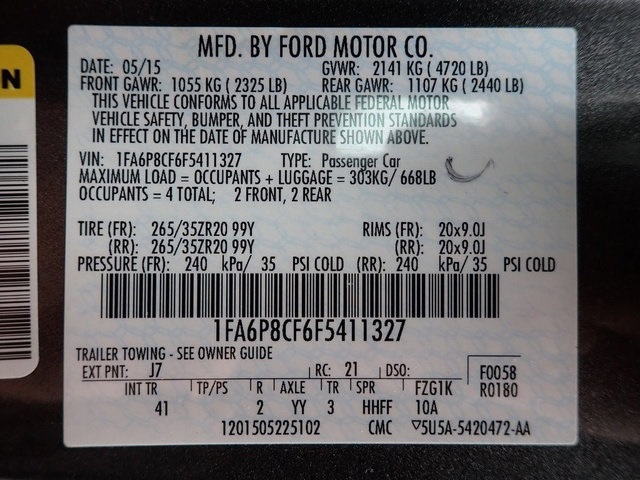 MFD. BY FORD MOTOR CO.
DATE: 05/15 GVWR: 2141 KG ( 4720 LB)
FRONT GAWR: 1055 KG ( 2325 LB) REAR GAWR: 1107 KG ( 2440 LB)
THIS VEHICLE CONFORMS TO ALL APPLICABLE FEDERAL MOTOR
VEHICLE SAFETY, BUMPER, AND THEFT PREVENTION STANDARDS
IN EFFECT ON THE DATE OF MANUFACTURE SHOWN ABOVE.
VIN: 1FA6P8CF6F5411327 TYPE: Passenger Car
MAXIMUM LOAD = OCCUPANTS + LUGGAGE = 303KG/ 668LB
OCCUPANTS = 4 TOTAL; 2 FRONT, 2 REAR
TIRE (FR): 265/35ZR20 99Y RIMS (FR): 20x9.0J
(RR): 265/35ZR20 99Y (RR): 20x9.0J
PRESSURE (FR): 240 kPa/ 35 PSI COLD (RR): 240 kPa/ 35 PSI COLD
1FA6P8CF6F5411327
TRAILER TOWING - SEE OWNER GUIDE
EXT PNT: J7 RC: 21 DSO: F0058
R0180
INT TR TP/PS R AXLE TR SPR FZG1K
41 2 YY 3 HHFF 10A
1201505225102 CMC ▽5U5A-5420472-AA
N